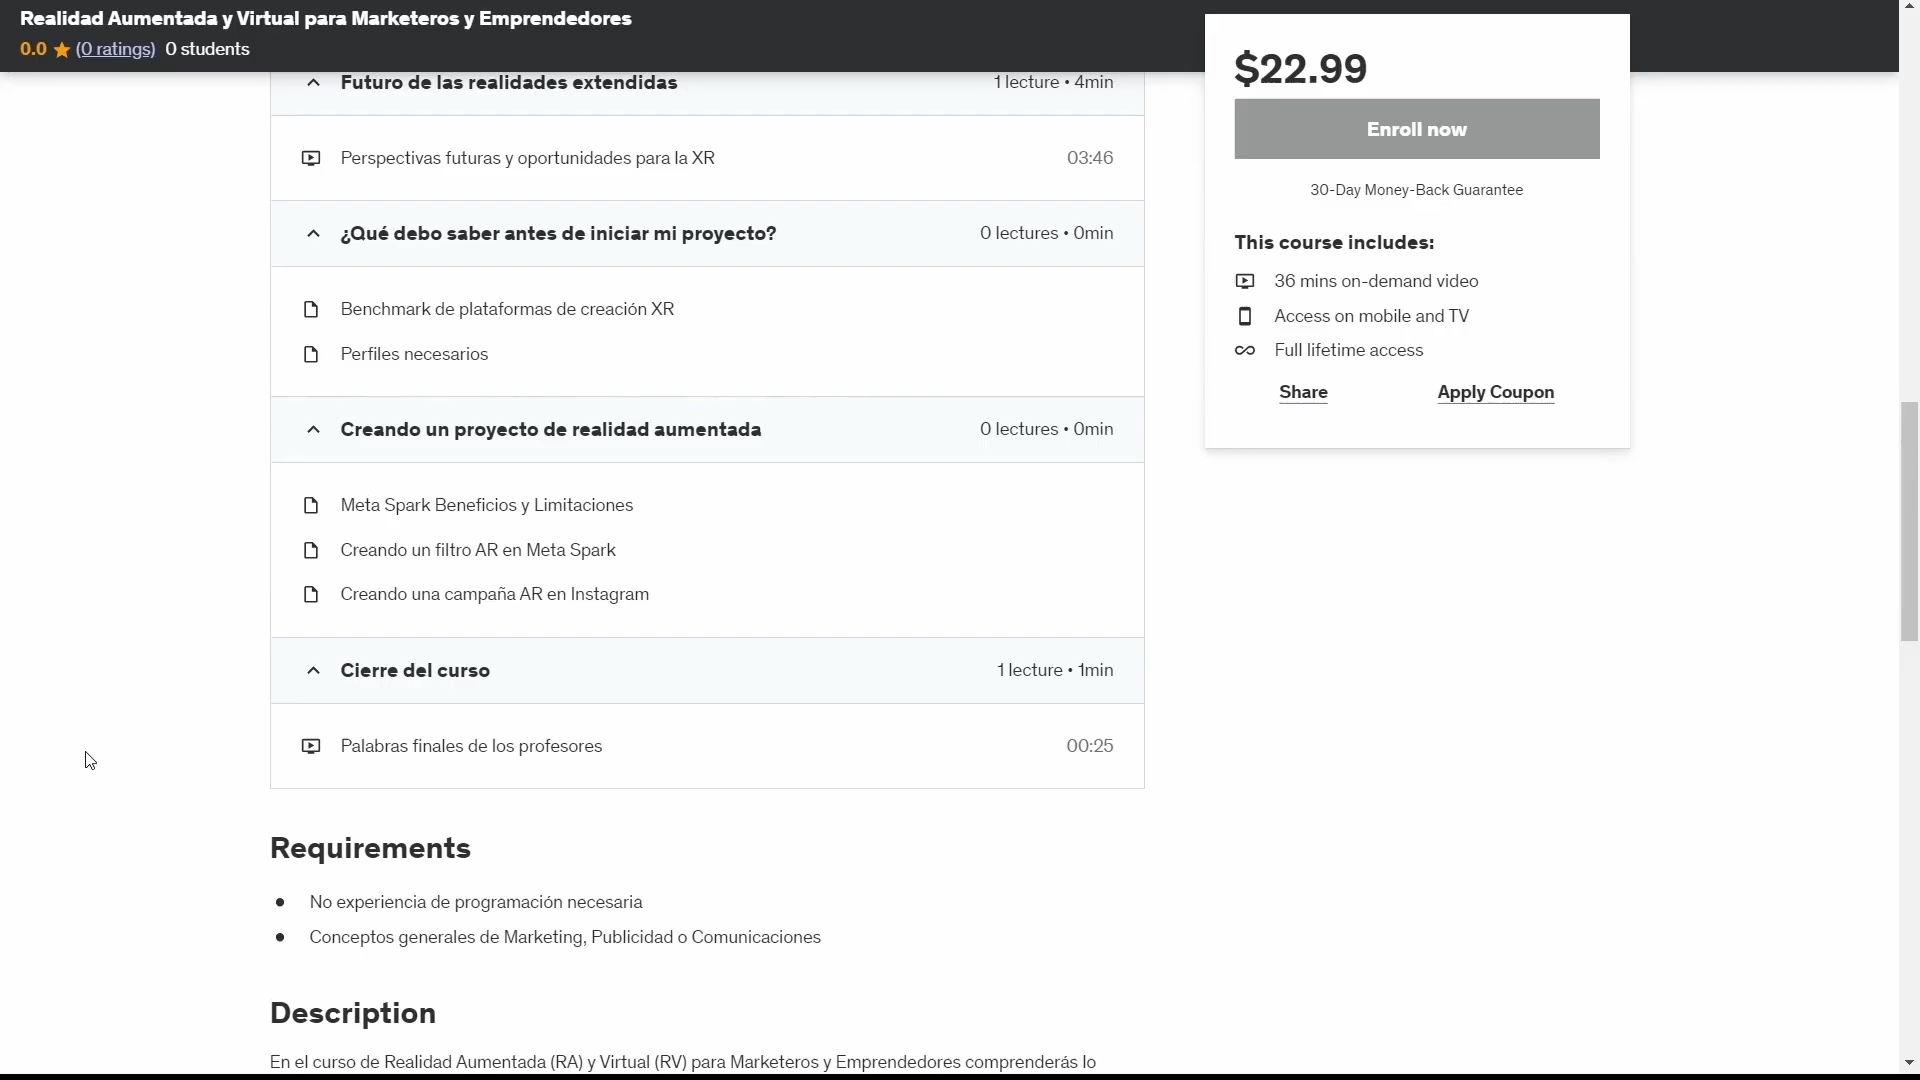 Realidad Aumentada y Virtual para Marketeros y Emprendedores
0.0 (0 ratings) 0 students
Futuro de las realidades extendidas 1 lecture • 4min
Perspectivas futuras y oportunidades para la XR 03:46
¿Qué debo saber antes de iniciar mi proyecto? 0 lectures • 0min
Benchmark de plataformas de creación XR
Perfiles necesarios
Creando un proyecto de realidad aumentada 0 lectures • 0min
Meta Spark Beneficios y Limitaciones
Creando un filtro AR en Meta Spark
Creando una campaña AR en Instagram
Cierre del curso 1 lecture • 1min
Palabras finales de los profesores 00:25
Requirements
No experiencia de programación necesaria
Conceptos generales de Marketing, Publicidad o Comunicaciones
Description
En el curso de Realidad Aumentada (RA) y Virtual (RV) para Marketeros y Emprendedores comprenderás lo
$22.99
Enroll now
30-Day Money-Back Guarantee
This course includes:
36 mins on-demand video
Access on mobile and TV
Full lifetime access
Share Apply Coupon